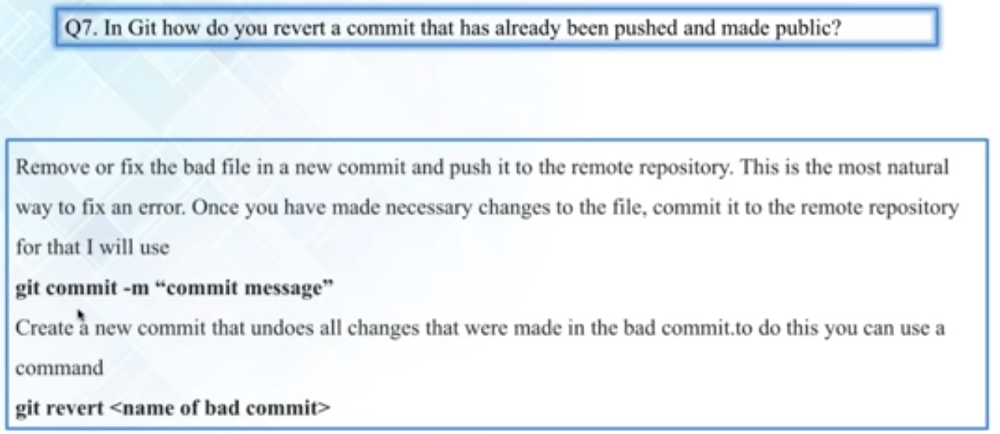 Q7. In Git how do you revert a commit that has already been pushed and made public?
Remove or fix the bad file in a new commit and push it to the remote repository. This is the most natural
way to fix an error. Once you have made necessary changes to the file, commit it to the remote repository
for that I will use
git commit -m “commit message”
Create a new commit that undoes all changes that were made in the bad commit.to do this you can use a
command
git revert <name of bad commit>